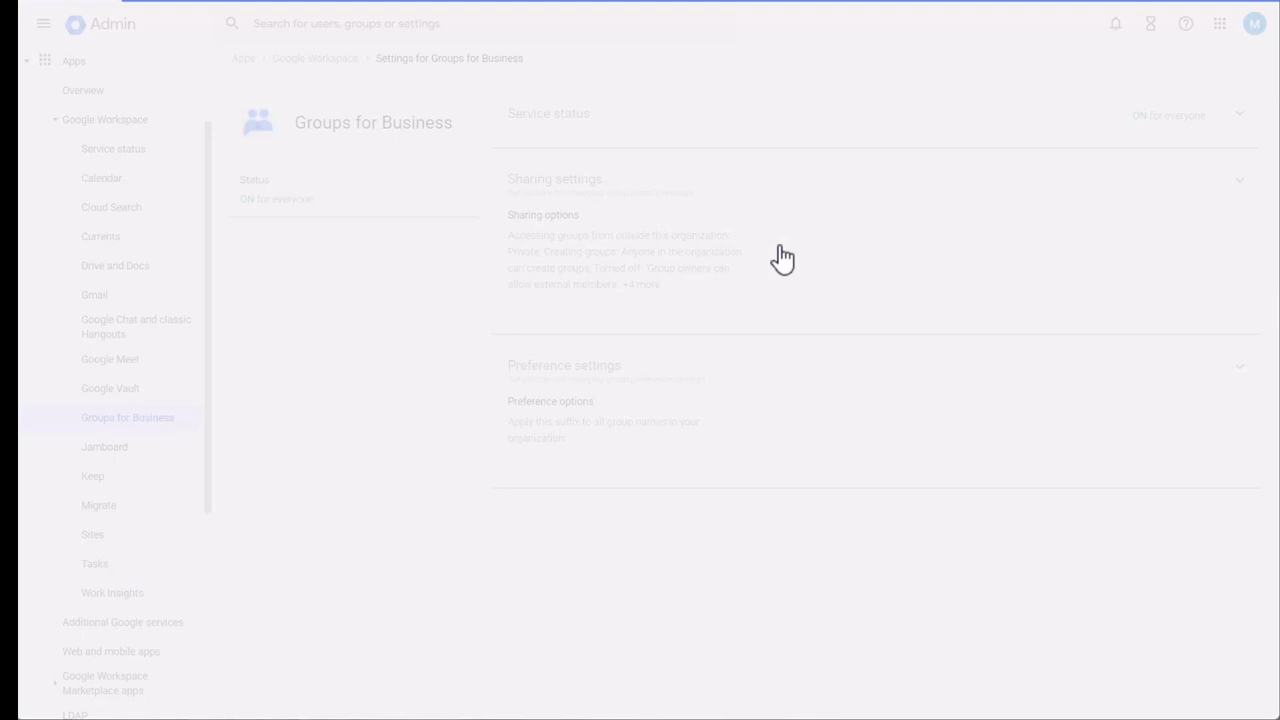 Admin
Search for users, groups or settings
M
Apps
Overview
Google Workspace
Service status
Calendar
Cloud Search
Currents
Drive and Docs
Gmail
Google Chat and classic
Hangouts
Google Meet
Google Vault
Groups for Business
Jamboard
Keep
Migrate
Sites
Tasks
Work Insights
Additional Google services
Web and mobile apps
Google Workspace
Marketplace apps
LDAP
Apps > Google Workspace > Settings for Groups for Business
Groups for Business
Status
ON for everyone
Service status
ON for everyone
Sharing settings
Sharing options
Accessing groups from outside this organization:
Private, Creating groups: Anyone in the organization
can create groups, Turned off: 'Group owners can
allow external members', +4 more
Preference settings
Preference options
Apply this suffix to all group names in your
organization: